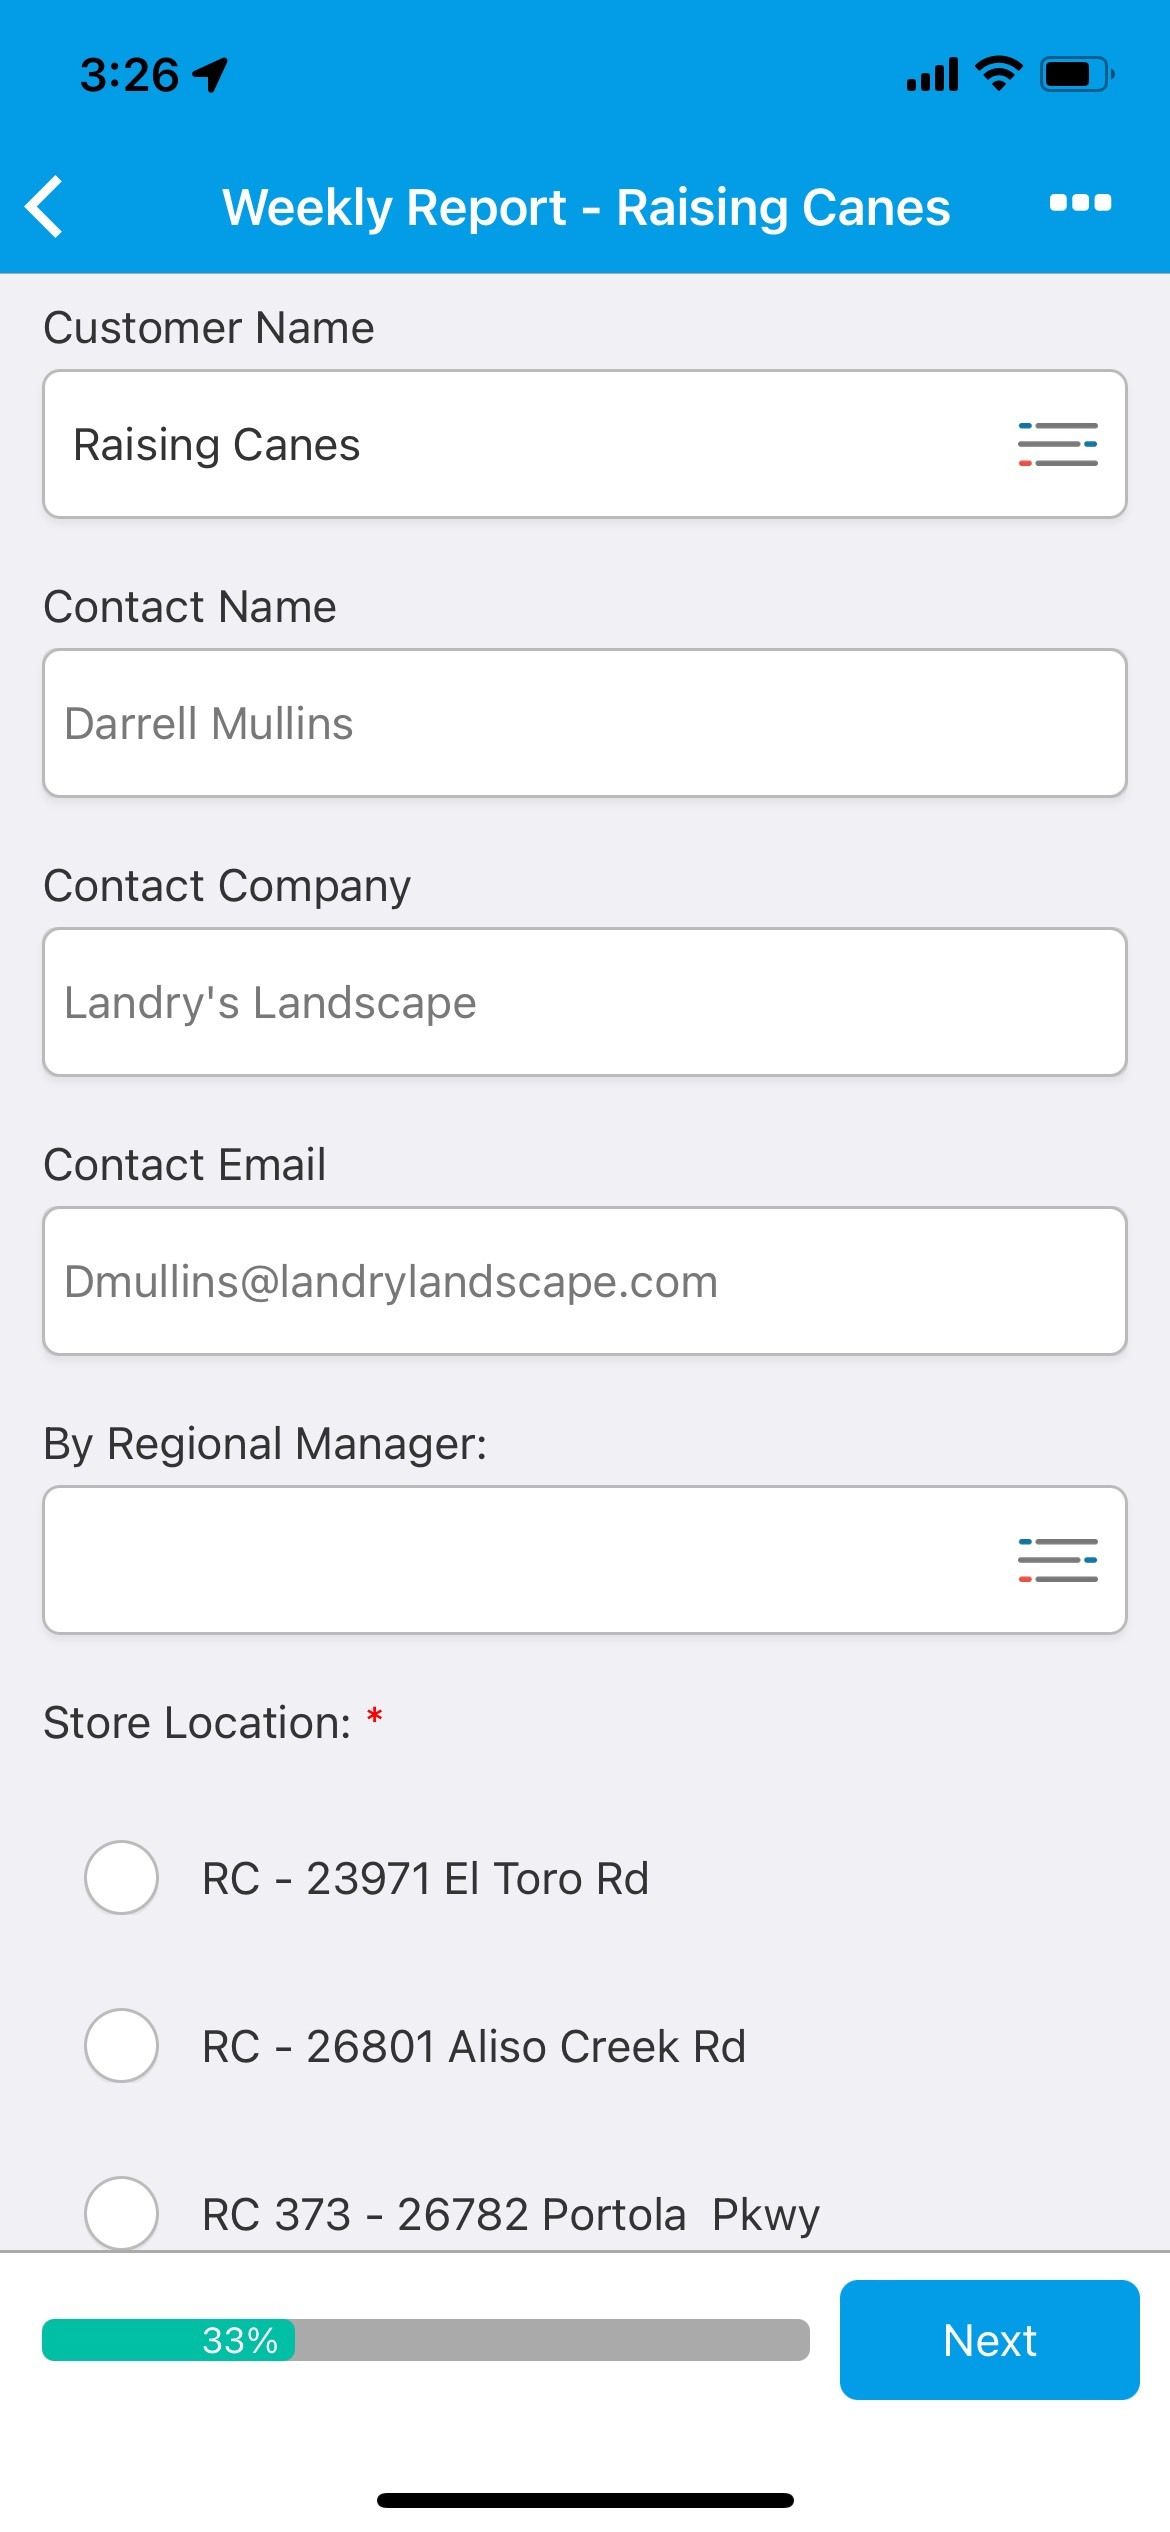 3:26
Weekly Report - Raising Canes
Customer Name
Raising Canes
Contact Name
Darrell Mullins
Contact Company
Landry's Landscape
Contact Email
Dmullins@landrylandscape.com
By Regional Manager:
Store Location: *
RC - 23971 El Toro Rd
RC - 26801 Aliso Creek Rd
RC 373 - 26782 Portola  Pkwy
33%
Next